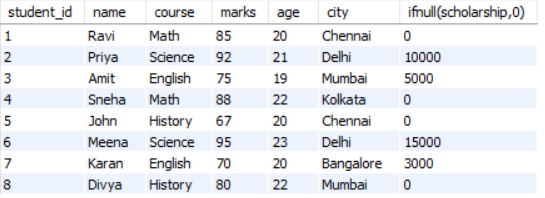 student_id name course marks age city ifnull(scholarship,0)
1 Ravi Math 85 20 Chennai 0
2 Priya Science 92 21 Delhi 10000
3 Amit English 75 19 Mumbai 5000
4 Sneha Math 88 22 Kolkata 0
5 John History 67 20 Chennai 0
6 Meena Science 95 23 Delhi 15000
7 Karan English 70 20 Bangalore 3000
8 Divya History 80 22 Mumbai 0